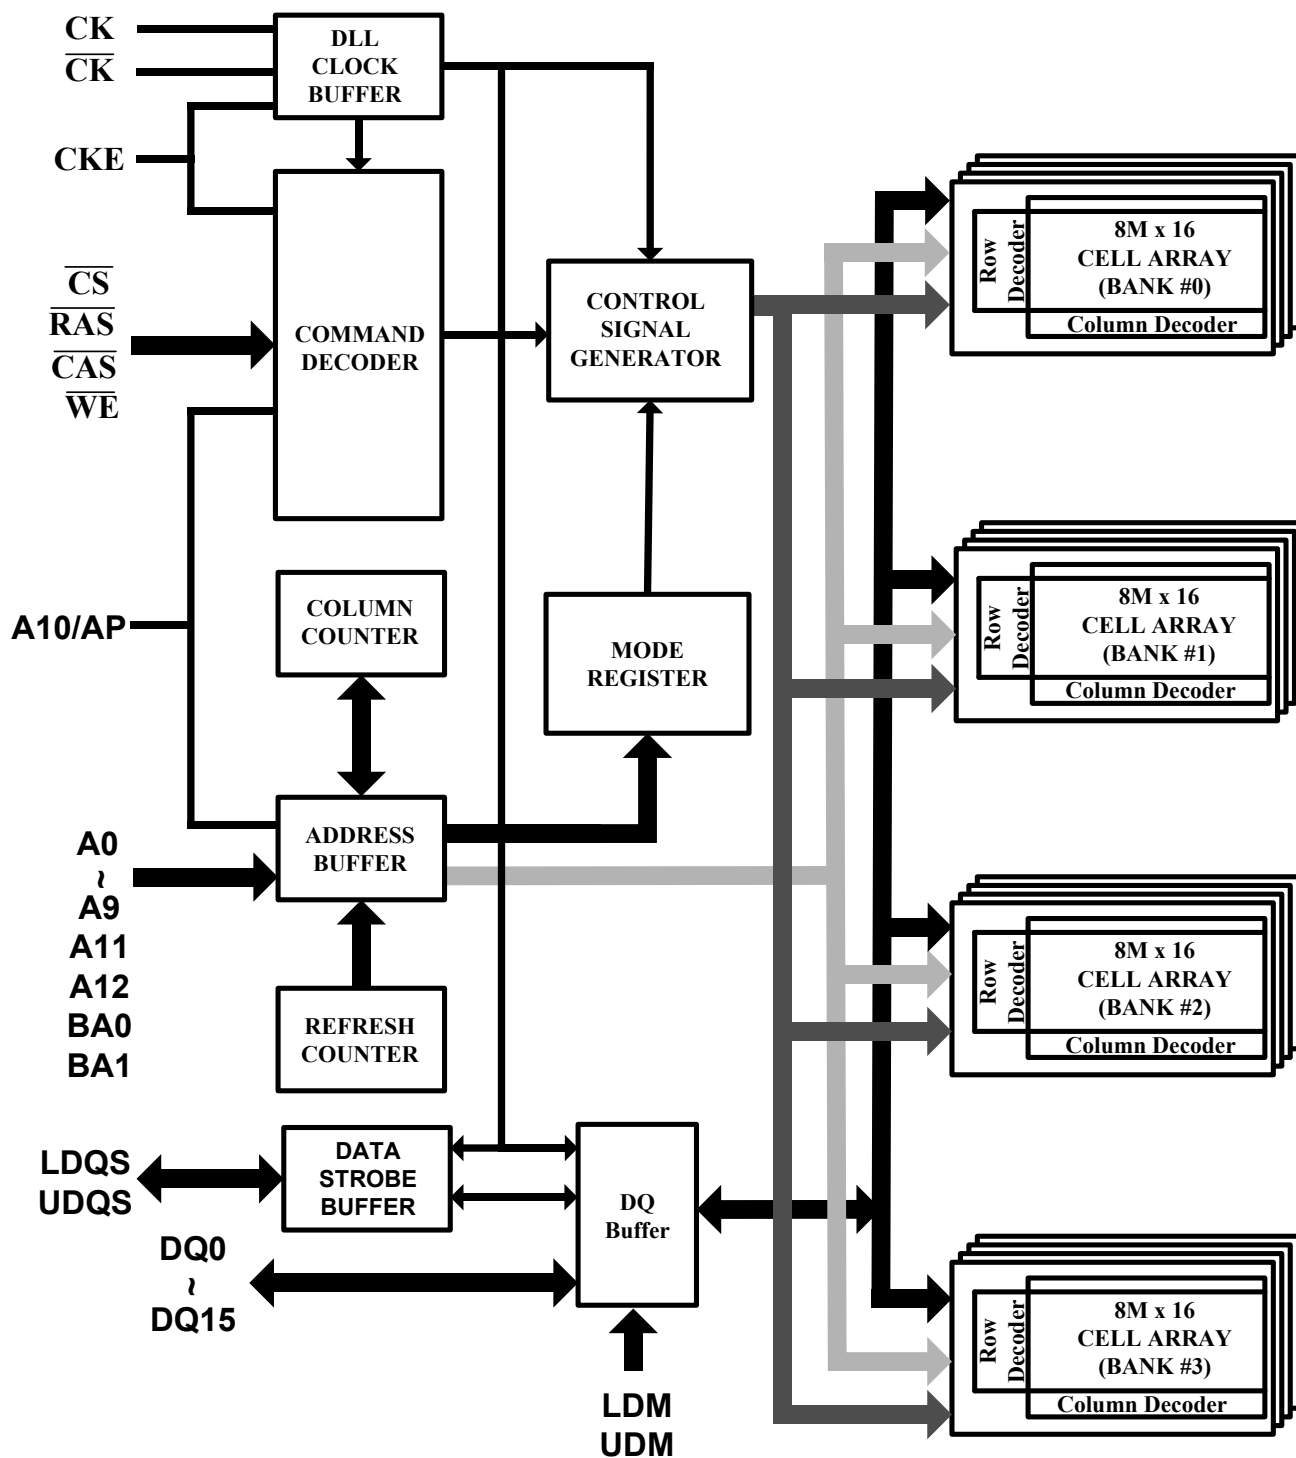 CK
CK
CKE
CS
RAS
CAS
WE
A10/AP
A0
~
A9
A11
A12
BA0
BA1
LDQS
UDQS
DQ0
~
DQ15
DLL
CLOCK
BUFFER
COMMAND
DECODER
COLUMN
COUNTER
ADDRESS
BUFFER
REFRESH
COUNTER
DATA
STROBE
BUFFER
CONTROL
SIGNAL
GENERATOR
MODE
REGISTER
DQ
Buffer
LDM
UDM
Row
Decoder
8M x 16
CELL ARRAY
(BANK #0)
Column Decoder
Row
Decoder
8M x 16
CELL ARRAY
(BANK #1)
Column Decoder
Row
Decoder
8M x 16
CELL ARRAY
(BANK #2)
Column Decoder
Row
Decoder
8M x 16
CELL ARRAY
(BANK #3)
Column Decoder